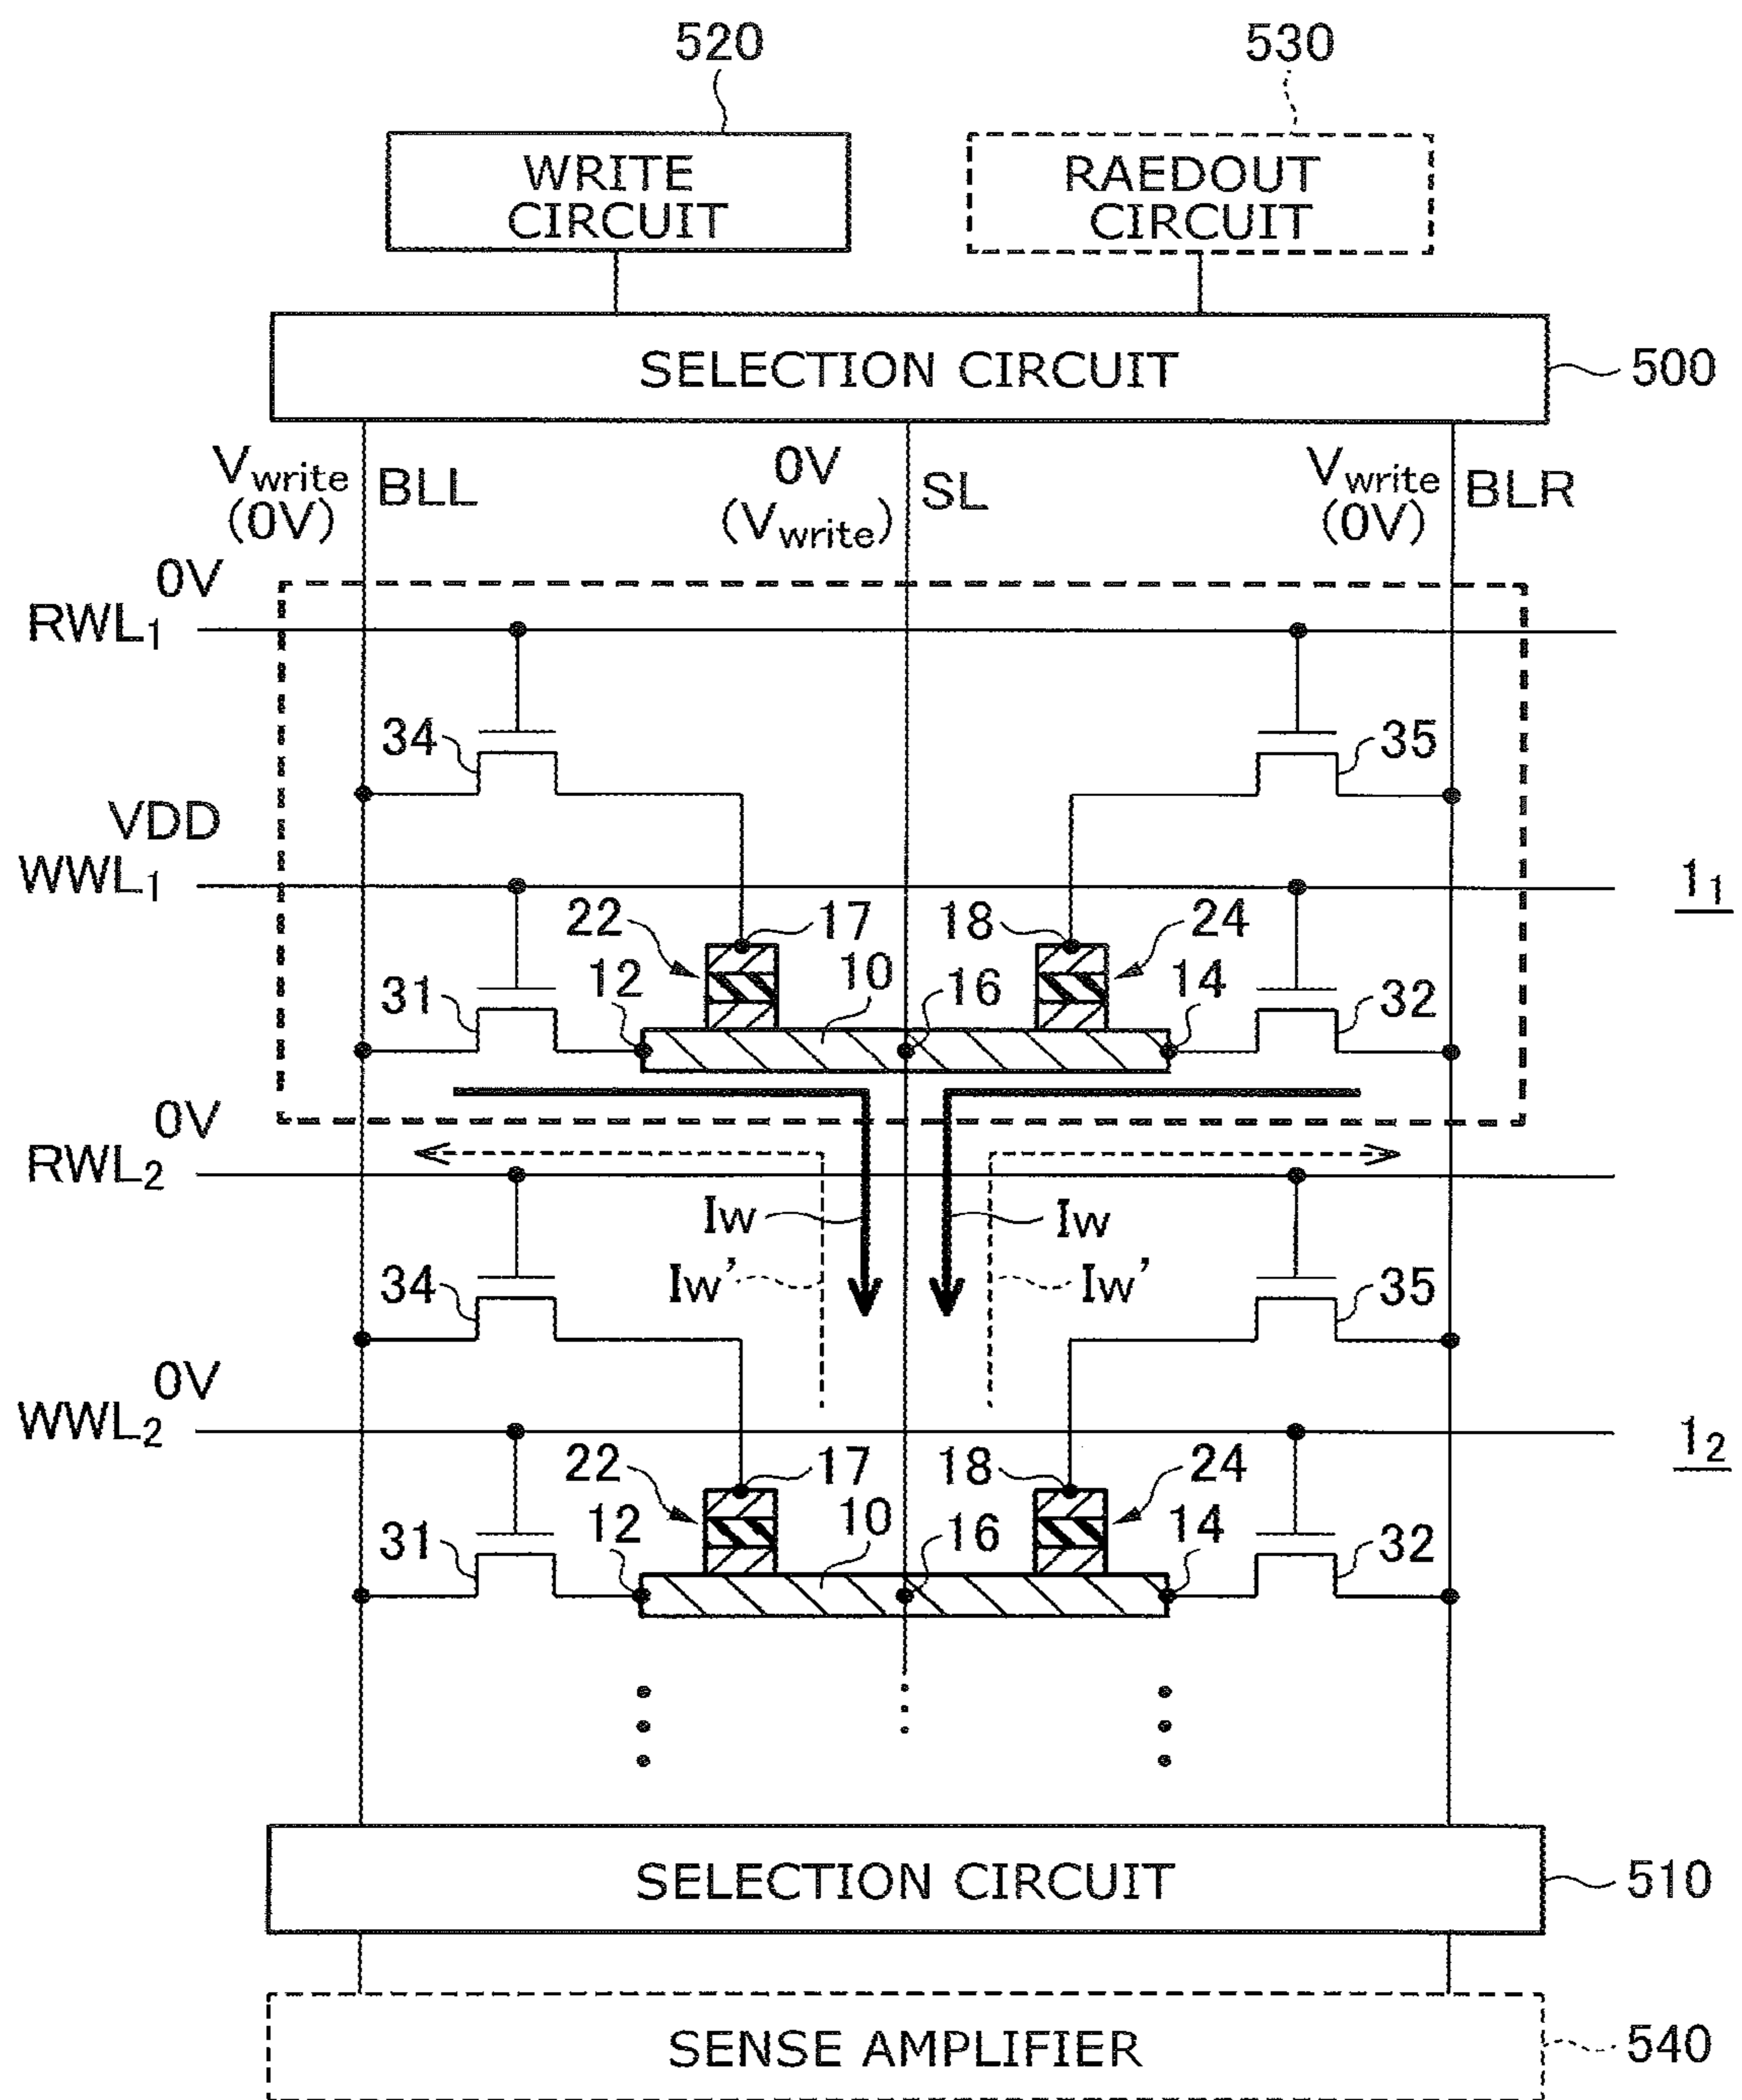 520
530
WRITE
CIRCUIT
RAEDOUT
CIRCUIT
SELECTION CIRCUIT
500
Vwrite
(0V)
BLL
0V
(Vwrite)
SL
Vwrite
(0V)
BLR
0V
RWL1
34
35
VDD
WWL1
11
22
17
18
24
31
12
10
16
14
32
0V
RWL2
Iw
Iw
Iw'
Iw'
34
35
0V
WWL2
12
22
17
18
24
31
12
10
16
14
32
SELECTION CIRCUIT
510
SENSE AMPLIFIER
540